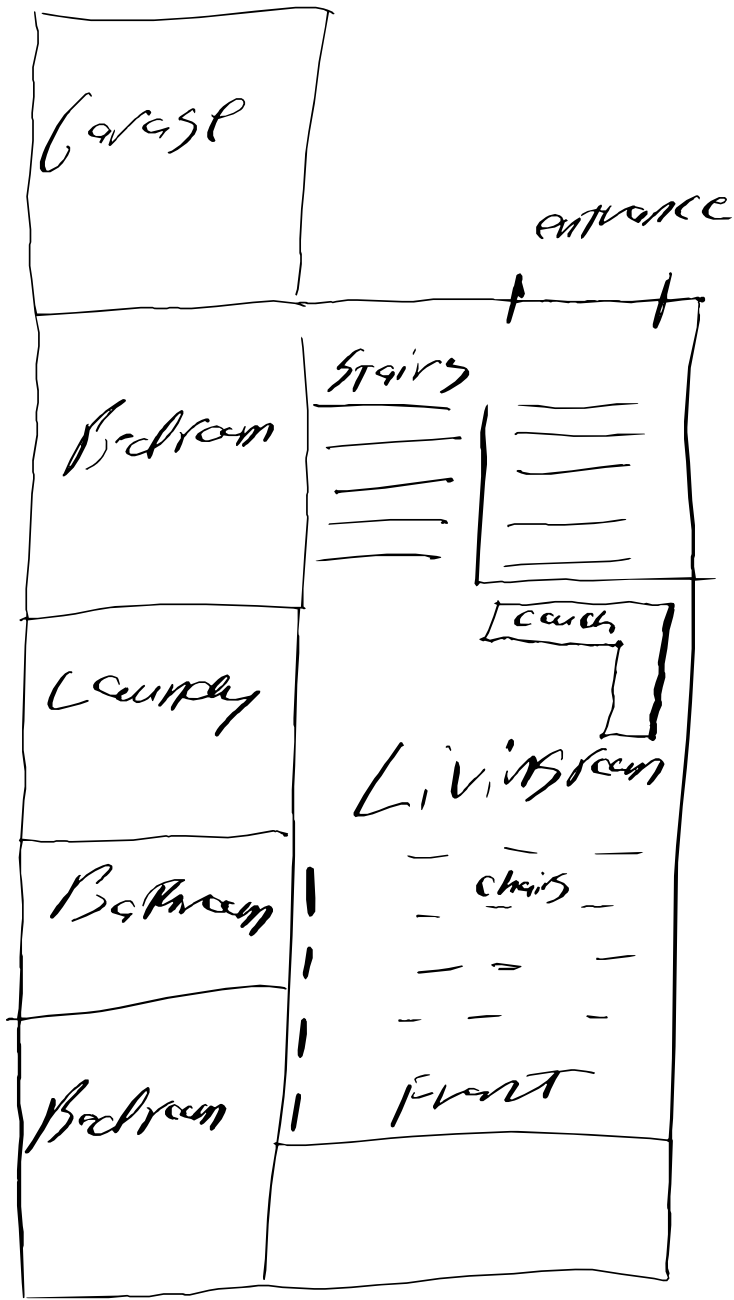 Garage
entrance
Stairs
Bedroom
couch
Laundry
Livingroom
chairs
Bathroom
Front
Bedroom